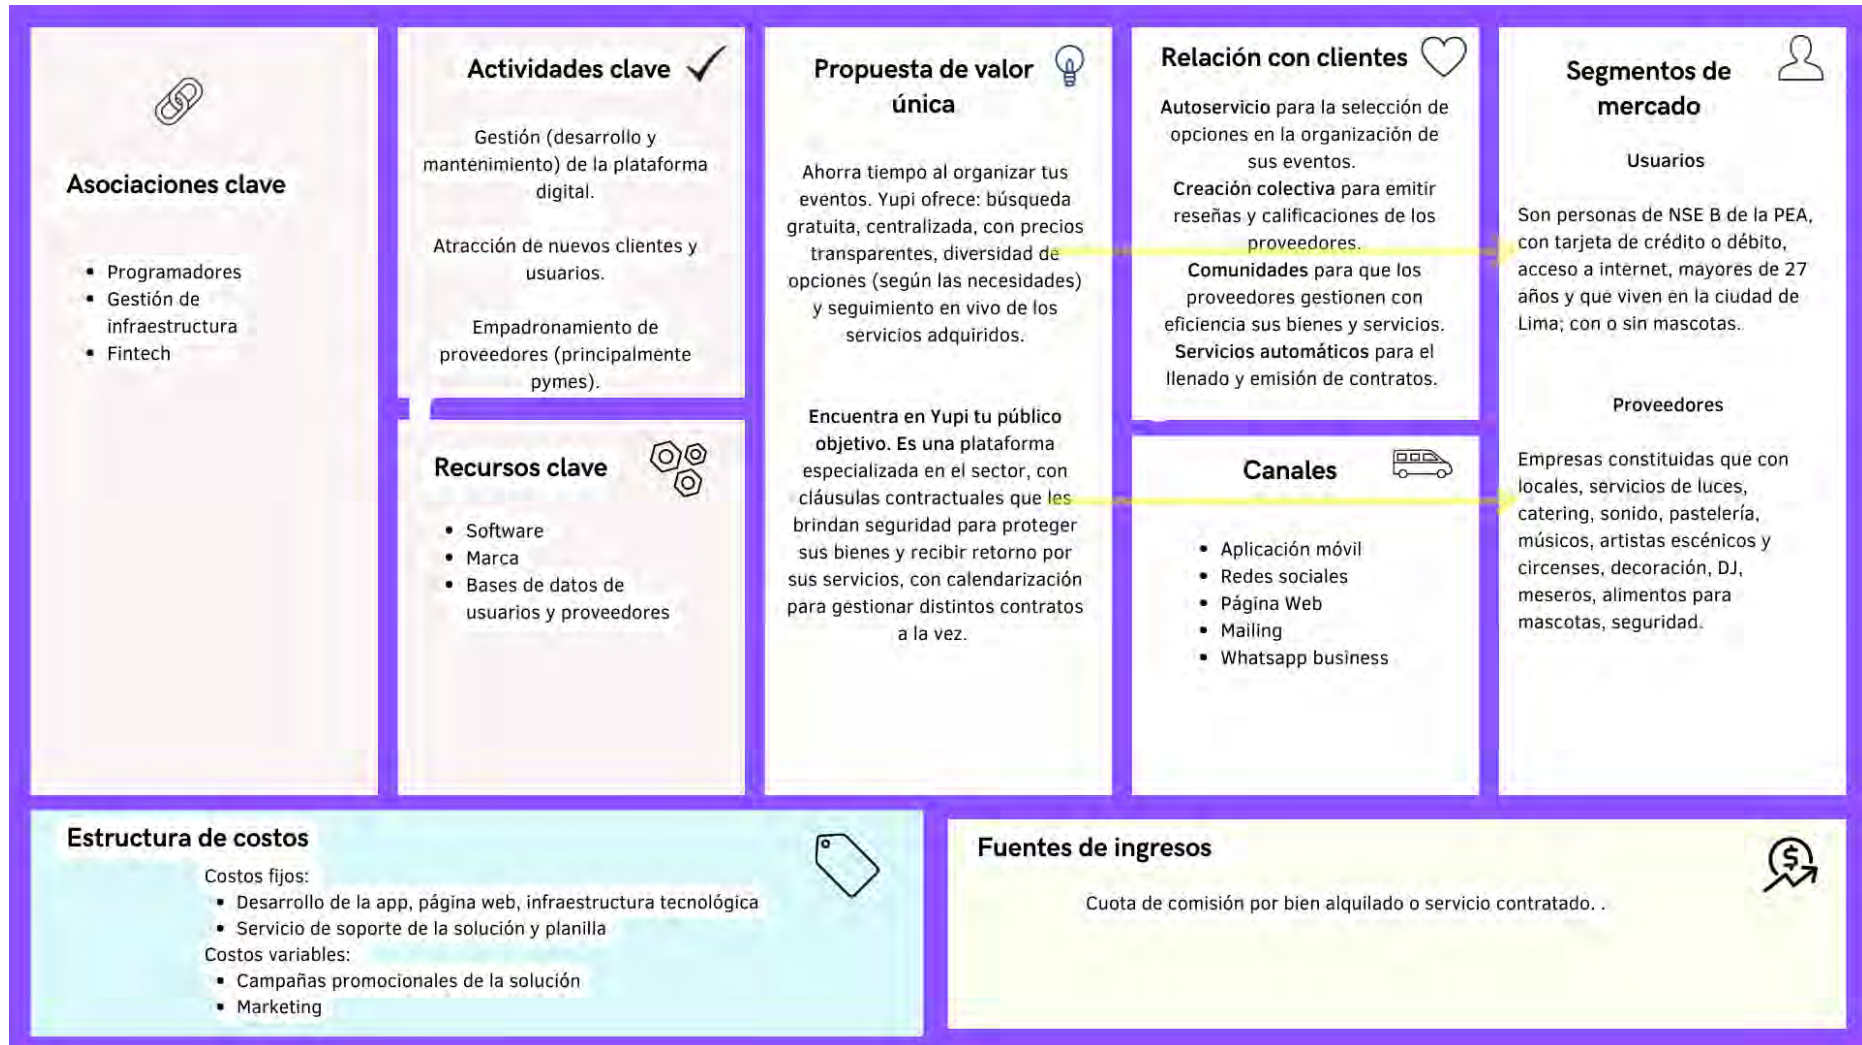 Asociaciones clave
• Programadores
• Gestión de
infraestructura
• Fintech
Actividades clave
Gestión (desarrollo y
mantenimiento) de la plataforma
digital.
Atracción de nuevos clientes y
usuarios.
Empadronamiento de
proveedores (principalmente
pymes).
Recursos clave
• Software
• Marca
• Bases de datos de
usuarios y proveedores
Propuesta de valor
única
Ahorra tiempo al organizar tus
eventos. Yupi ofrece: búsqueda
gratuita, centralizada, con precios
transparentes, diversidad de
opciones (según las necesidades)
y seguimiento en vivo de los
servicios adquiridos.
Encuentra en Yupi tu público
objetivo. Es una plataforma
especializada en el sector, con
cláusulas contractuales que les
brindan seguridad para proteger
sus bienes y recibir retorno por
sus servicios, con calendarización
para gestionar distintos contratos
a la vez.
Relación con clientes
Autoservicio para la selección de
opciones en la organización de
sus eventos.
Creación colectiva para emitir
reseñas y calificaciones de los
proveedores.
Comunidades para que los
proveedores gestionen con
eficiencia sus bienes y servicios.
Servicios automáticos para el
llenado y emisión de contratos.
Canales
• Aplicación móvil
• Redes sociales
• Página Web
• Mailing
• Whatsapp business
Segmentos de
mercado
Usuarios
Son personas de NSE B de la PEA,
con tarjeta de crédito o débito,
acceso a internet, mayores de 27
años y que viven en la ciudad de
Lima; con o sin mascotas.
Proveedores
Empresas constituidas que con
locales, servicios de luces,
catering, sonido, pastelería,
músicos, artistas escénicos y
circenses, decoración, DJ,
meseros, alimentos para
mascotas, seguridad.
Estructura de costos
Costos fijos:
• Desarrollo de la app, página web, infraestructura tecnológica
• Servicio de soporte de la solución y planilla
Costos variables:
• Campañas promocionales de la solución
• Marketing
Fuentes de ingresos
Cuota de comisión por bien alquilado o servicio contratado. .